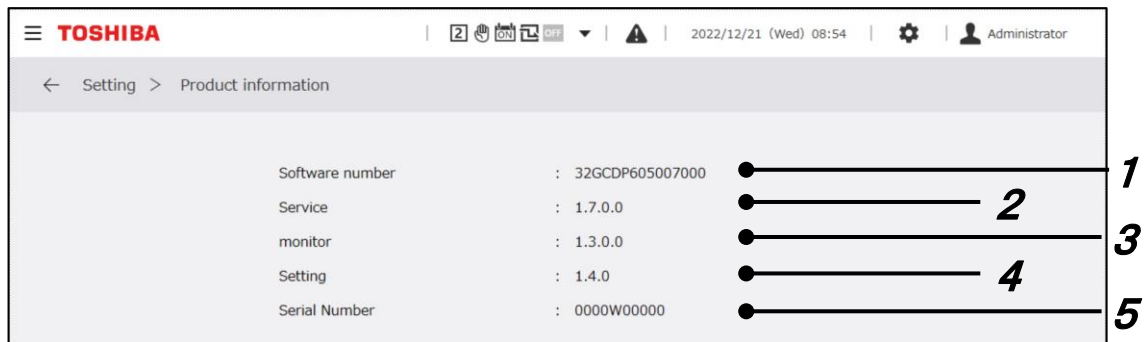 TOSHIBA 2 ON OFF 2022/12/21 (Wed) 08:54 Administrator
← Setting > Product information
Software number : 32GCDP605007000 1
Service : 1.7.0.0 2
monitor : 1.3.0.0 3
Setting : 1.4.0 4
Serial Number : 0000W00000 5